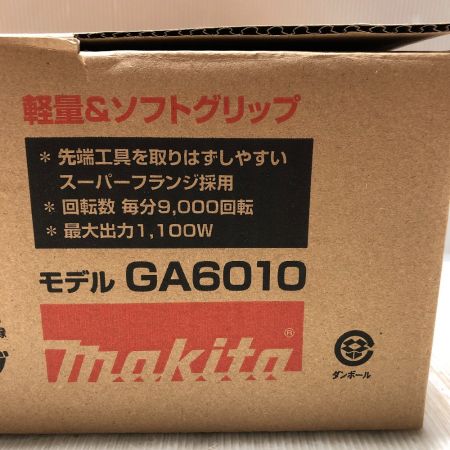 軽量&ソフトグリップ
* 先端工具を取りはずしやすい
スーパーフランジ採用
* 回転数 毎分9,000回転
* 最大出力1,100W
モデル GA6010
makita®
ダンボール